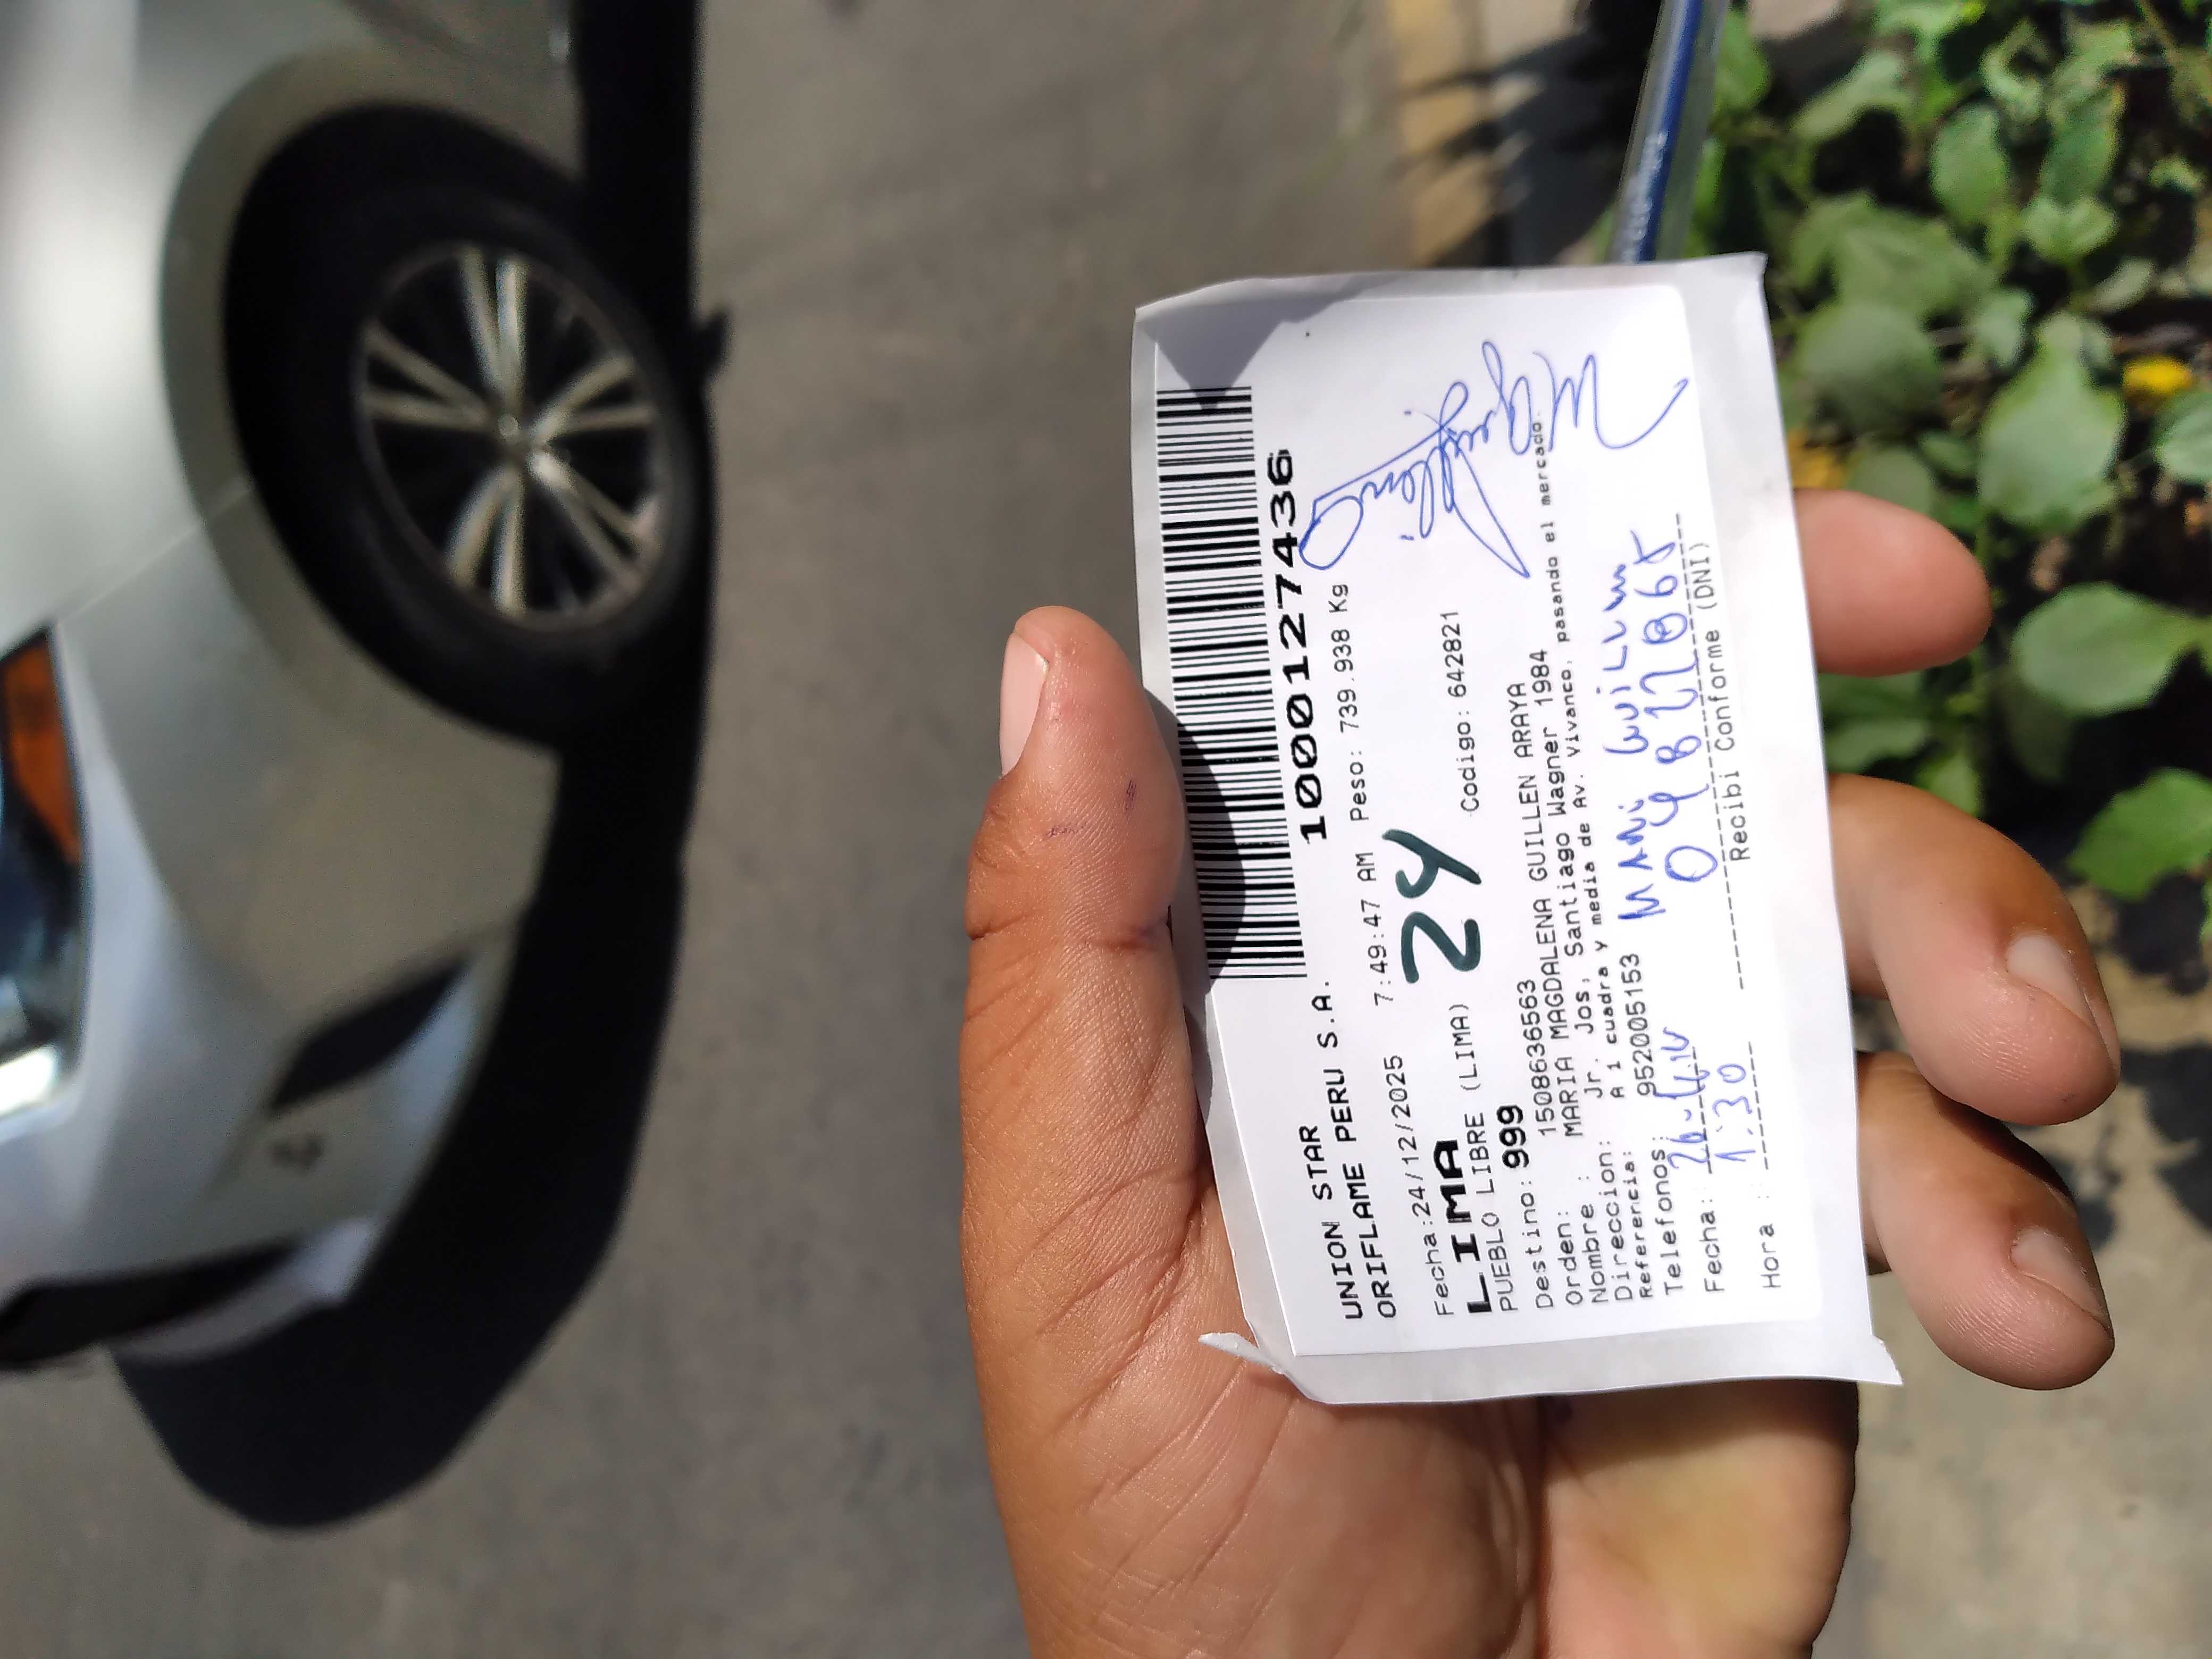 1000127436
UNION STAR
ORIFLAME PERU S.A.
Fecha:24/12/2025 7:49:47 AM Peso: 739.938 Kg
LIMA 24
PUEBLO LIBRE (LIMA) Codigo: 642821
Destino: 999
Orden: 1508636563
Nombre : MARIA MAGDALENA GUILLEN ARAYA
Direccion: Jr. Jos, Santiago Wagner 1984
Referencia: A 1 cuadra y media de Av. Vivanco, pasando el mercado.
Telefonos: 952005153
Fecha:
Hora : 1:30
Recibi Conforme (DNI)